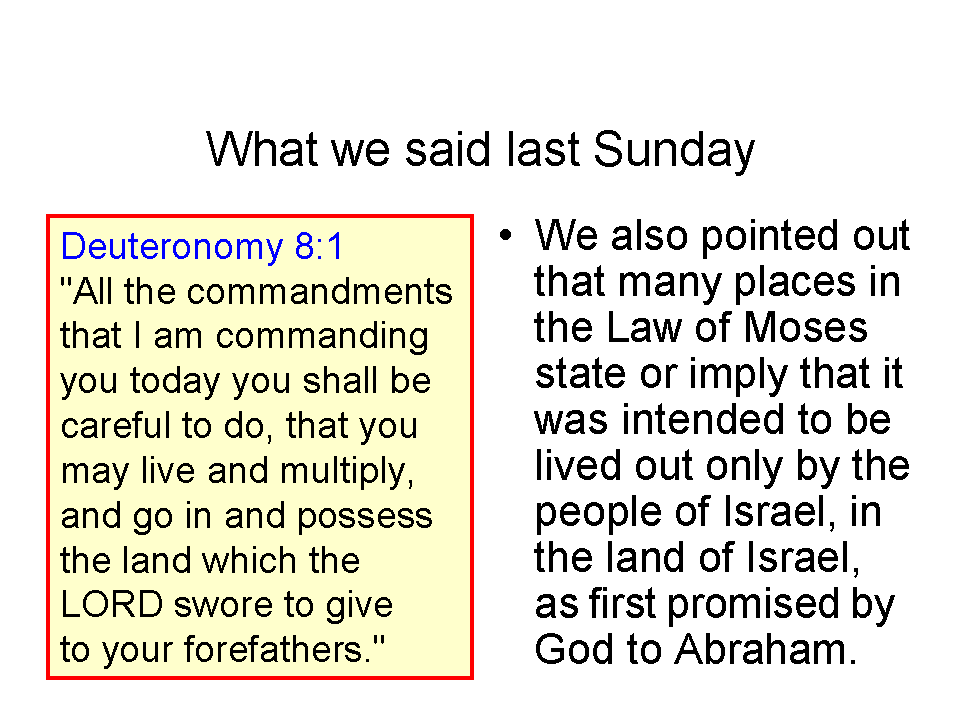 What we said last Sunday
Deuteronomy 8:1
"All the commandments
that I am commanding
you today you shall be
careful to do, that you
may live and multiply,
and go in and possess
the land which the
LORD swore to give
to your forefathers."
• We also pointed out
that many places in
the Law of Moses
state or imply that it
was intended to be
lived out only by the
people of Israel, in
the land of Israel,
as first promised by
God to Abraham.